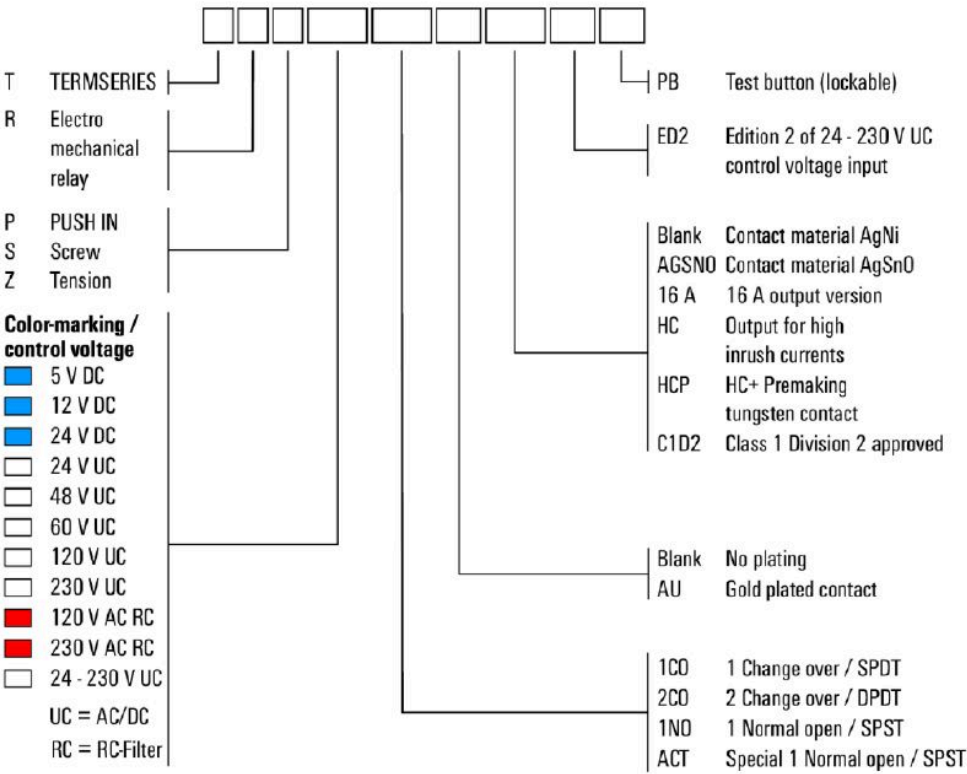 T TERMSERIES
R Electro
mechanical
relay
P PUSH IN
S Screw
Z Tension
Color-marking /
control voltage
5 V DC
12 V DC
24 V DC
24 V UC
48 V UC
60 V UC
120 V UC
230 V UC
120 V AC RC
230 V AC RC
24 - 230 V UC
UC = AC/DC
RC = RC-Filter
PB Test button (lockable)
ED2 Edition 2 of 24 - 230 V UC
control voltage input
Blank Contact material AgNi
AGSNO Contact material AgSnO
16 A 16 A output version
HC Output for high
inrush currents
HCP HC+ Premaking
tungsten contact
C1D2 Class 1 Division 2 approved
Blank No plating
AU Gold plated contact
1CO 1 Change over / SPDT
2CO 2 Change over / DPDT
1NO 1 Normal open / SPST
ACT Special 1 Normal open / SPST